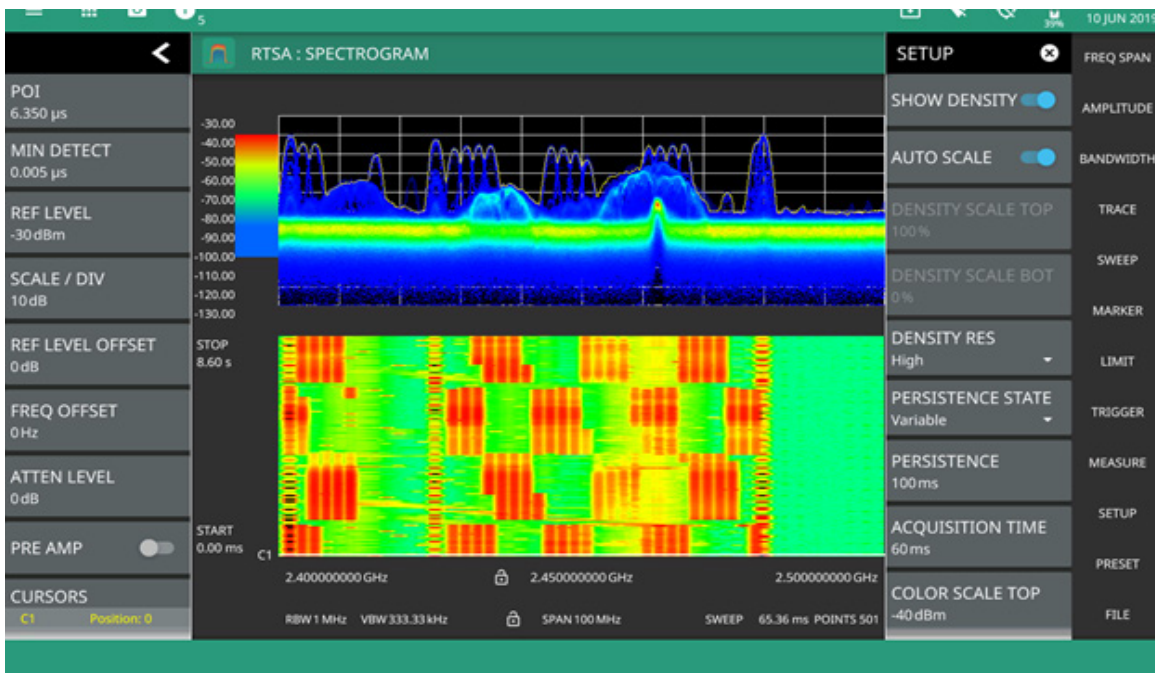 5
39%
10 JUN 2019
RTSA : SPECTROGRAM
POI
6.350 µs
MIN DETECT
0.005 µs
REF LEVEL
-30 dBm
SCALE / DIV
10 dB
REF LEVEL OFFSET
0 dB
FREQ OFFSET
0 Hz
ATTEN LEVEL
0 dB
PRE AMP
CURSORS
C1 Position: 0
-30.00
-40.00
-50.00
-60.00
-70.00
-80.00
-90.00
-100.00
-110.00
-120.00
-130.00
STOP
8.60 s
START
0.00 ms
C1
2.400000000 GHz 2.450000000 GHz 2.500000000 GHz
RBW 1 MHz VBW 333.33 kHz SPAN 100 MHz SWEEP 65.36 ms POINTS 501
SETUP
SHOW DENSITY
AUTO SCALE
DENSITY SCALE TOP
100 %
DENSITY SCALE BOT
0 %
DENSITY RES
High
PERSISTENCE STATE
Variable
PERSISTENCE
100 ms
ACQUISITION TIME
60 ms
COLOR SCALE TOP
-40 dBm
FREQ SPAN
AMPLITUDE
BANDWIDTH
TRACE
SWEEP
MARKER
LIMIT
TRIGGER
MEASURE
SETUP
PRESET
FILE